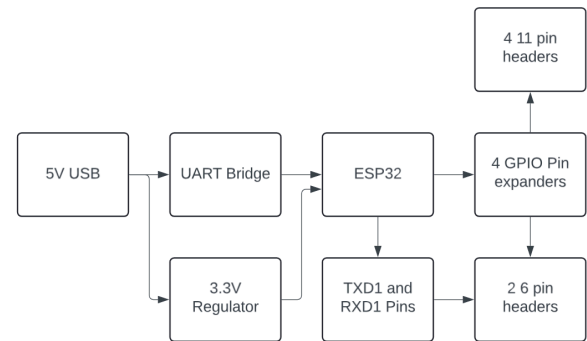 4 11 pin
headers
5V USB
UART Bridge
ESP32
4 GPIO Pin
expanders
3.3V
Regulator
TXD1 and
RXD1 Pins
2 6 pin
headers